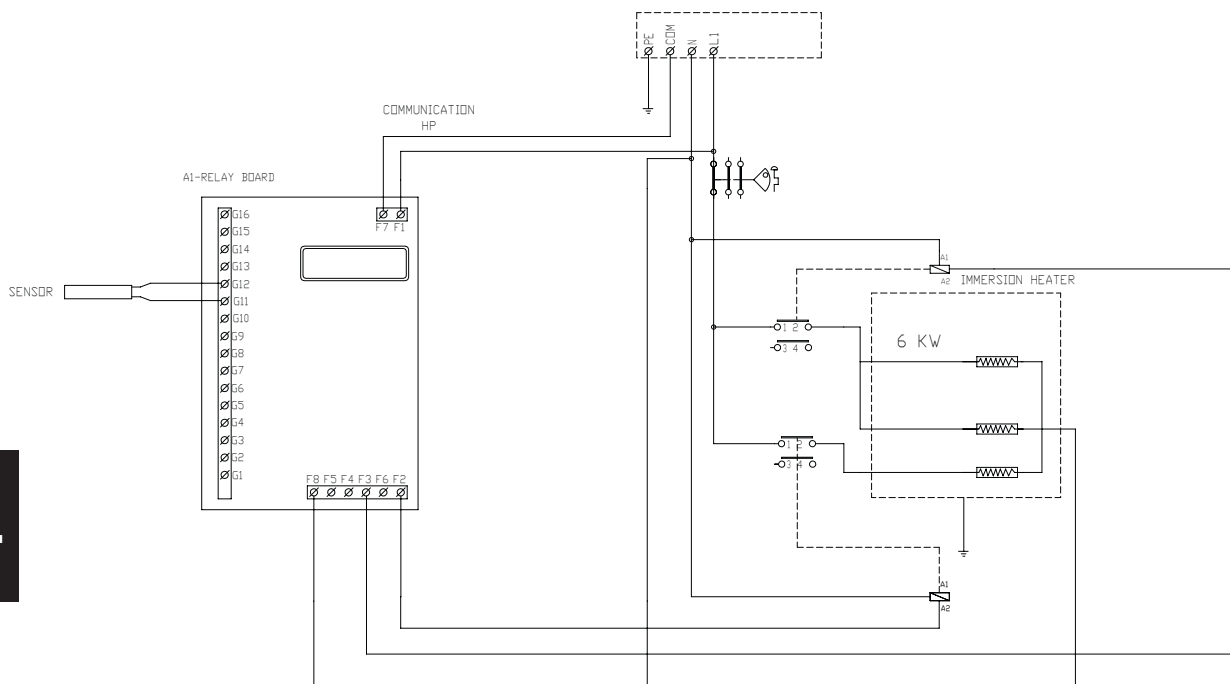 PE COM N L1
COMMUNICATION
HP
A1-RELAY BOARD
F7 F1
G16
G15
G14
G13
G12
G11
G10
G9
G8
G7
G6
G5
G4
G3
G2
G1
SENSOR
F8 F5 F4 F3 F6 F2
A1
A2
IMMERSION HEATER
1 2
3 4
6 KW
1 2
3 4
A1
A2